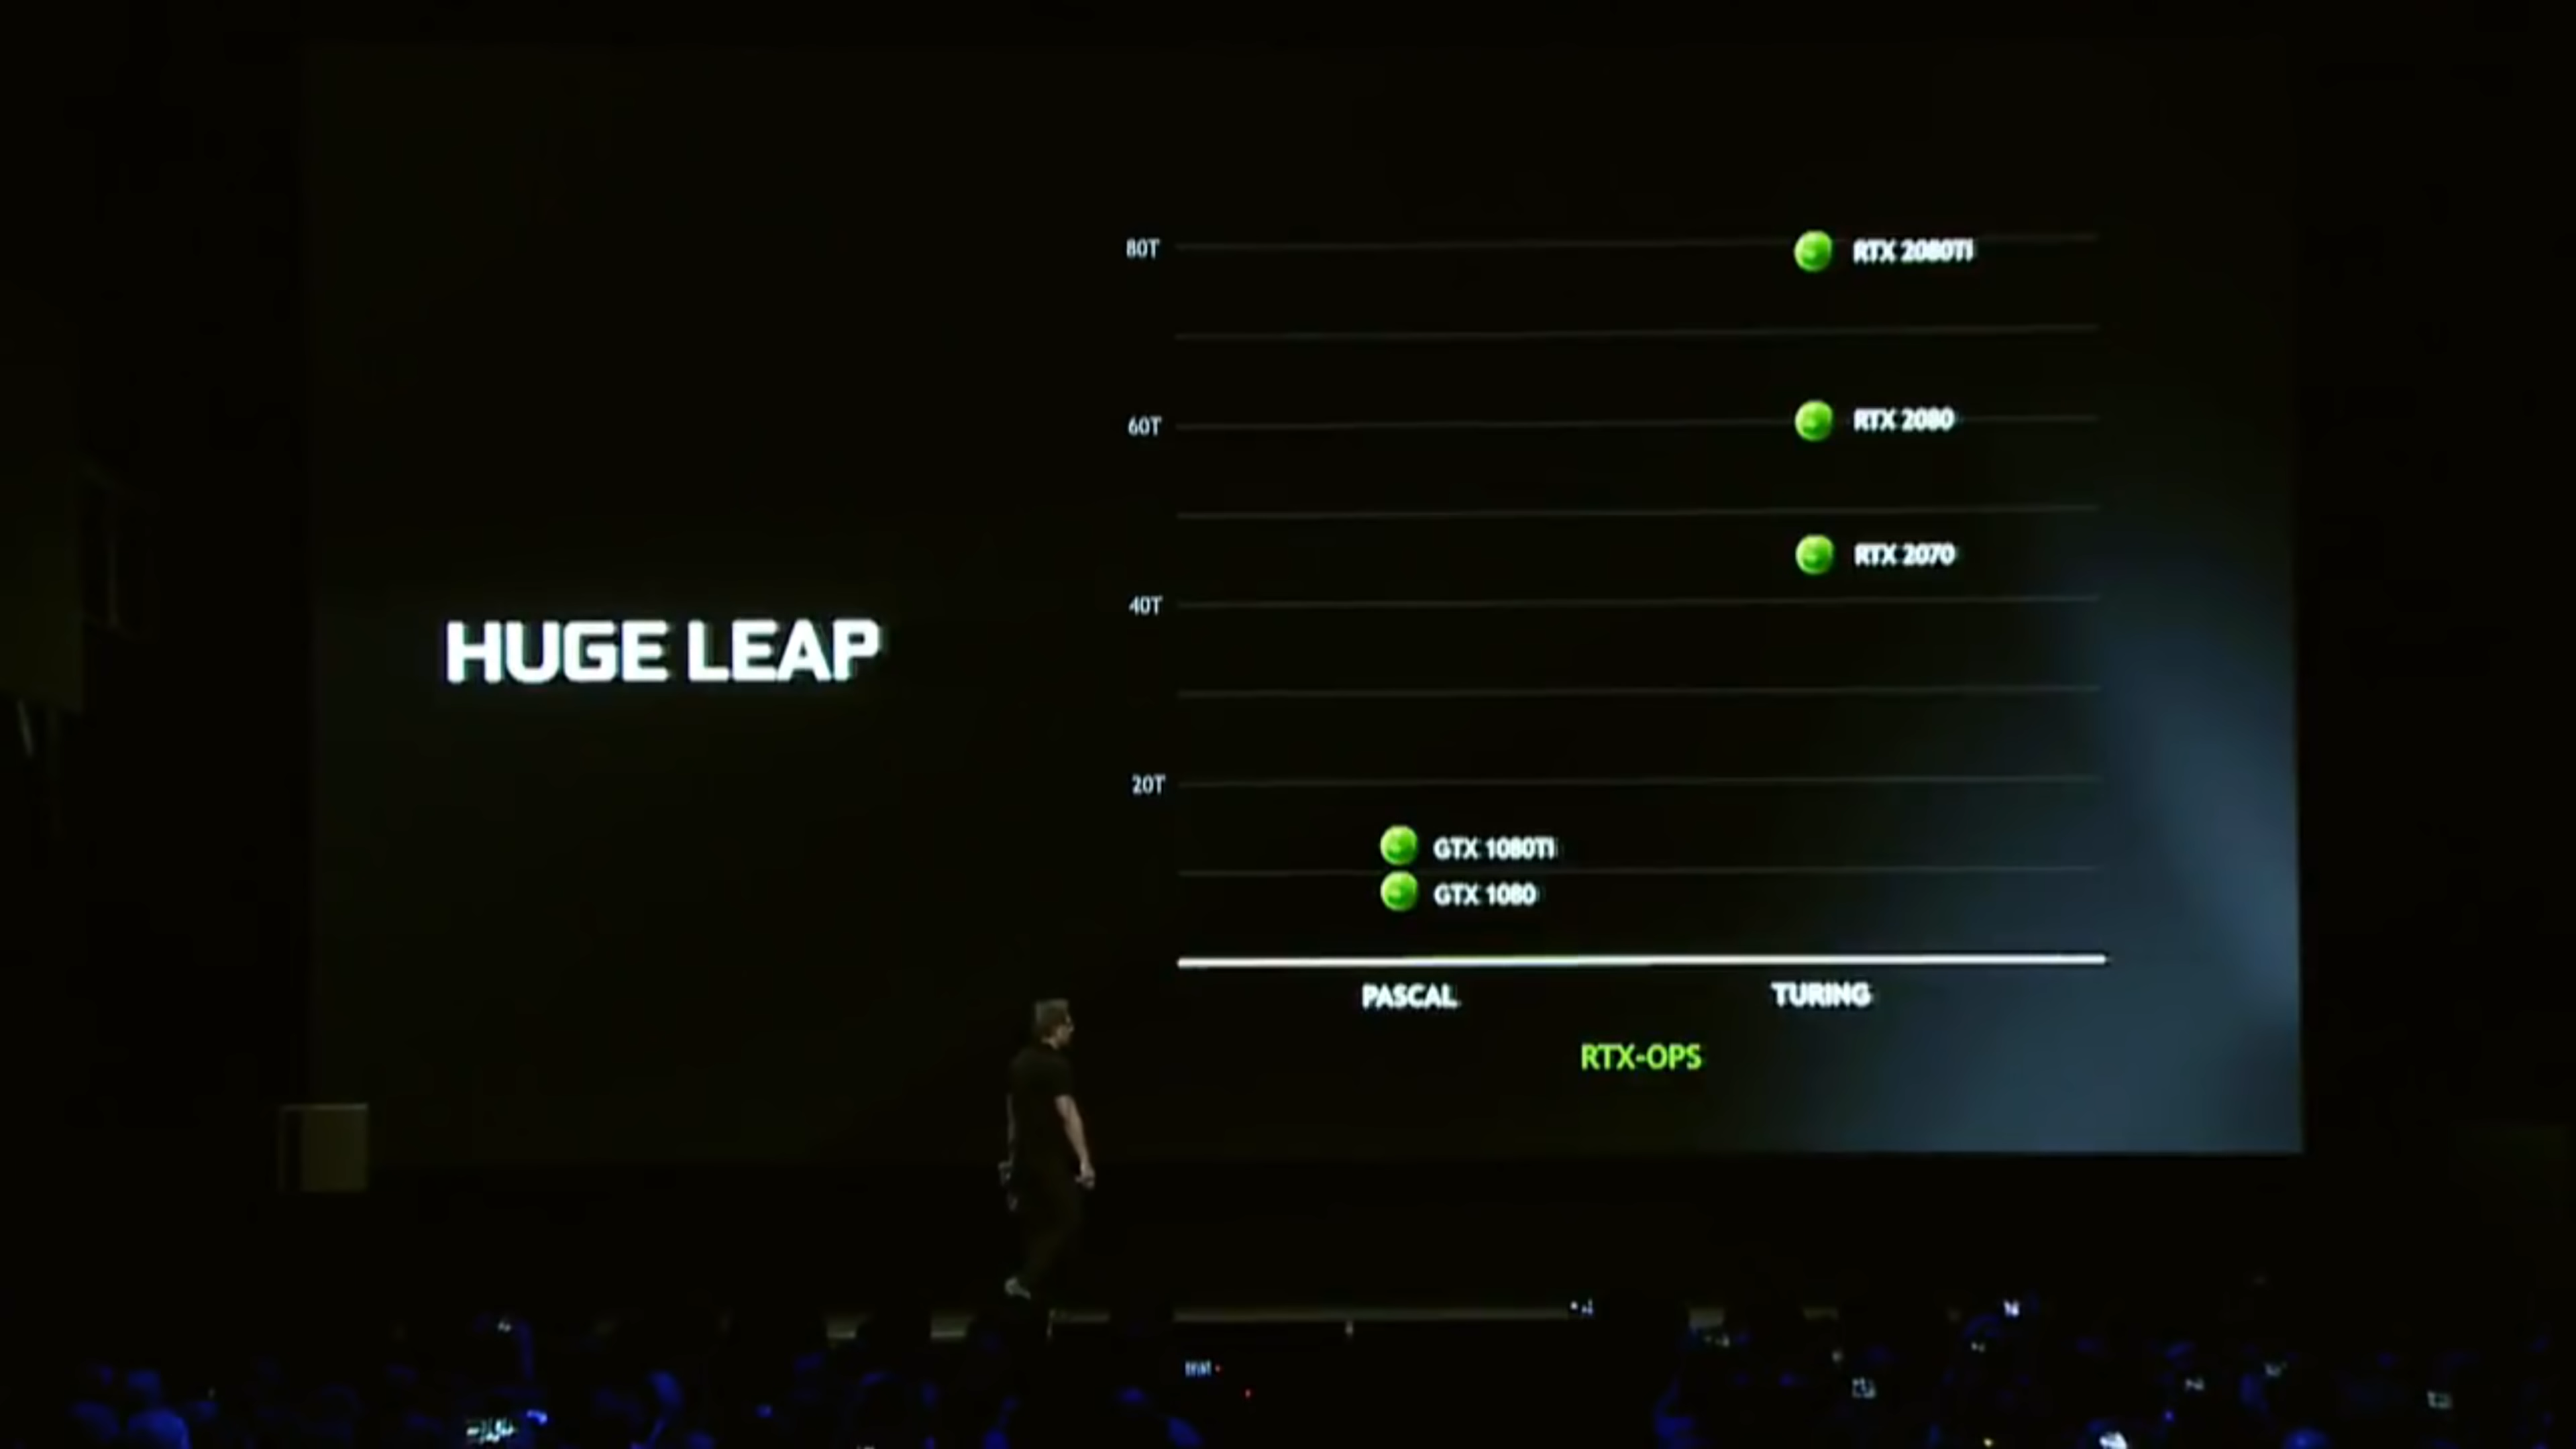 HUGE LEAP
80T
RTX 2080TI
60T
RTX 2080
RTX 2070
40T
20T
GTX 1080TI
GTX 1080
PASCAL
TURING
RTX-OPS